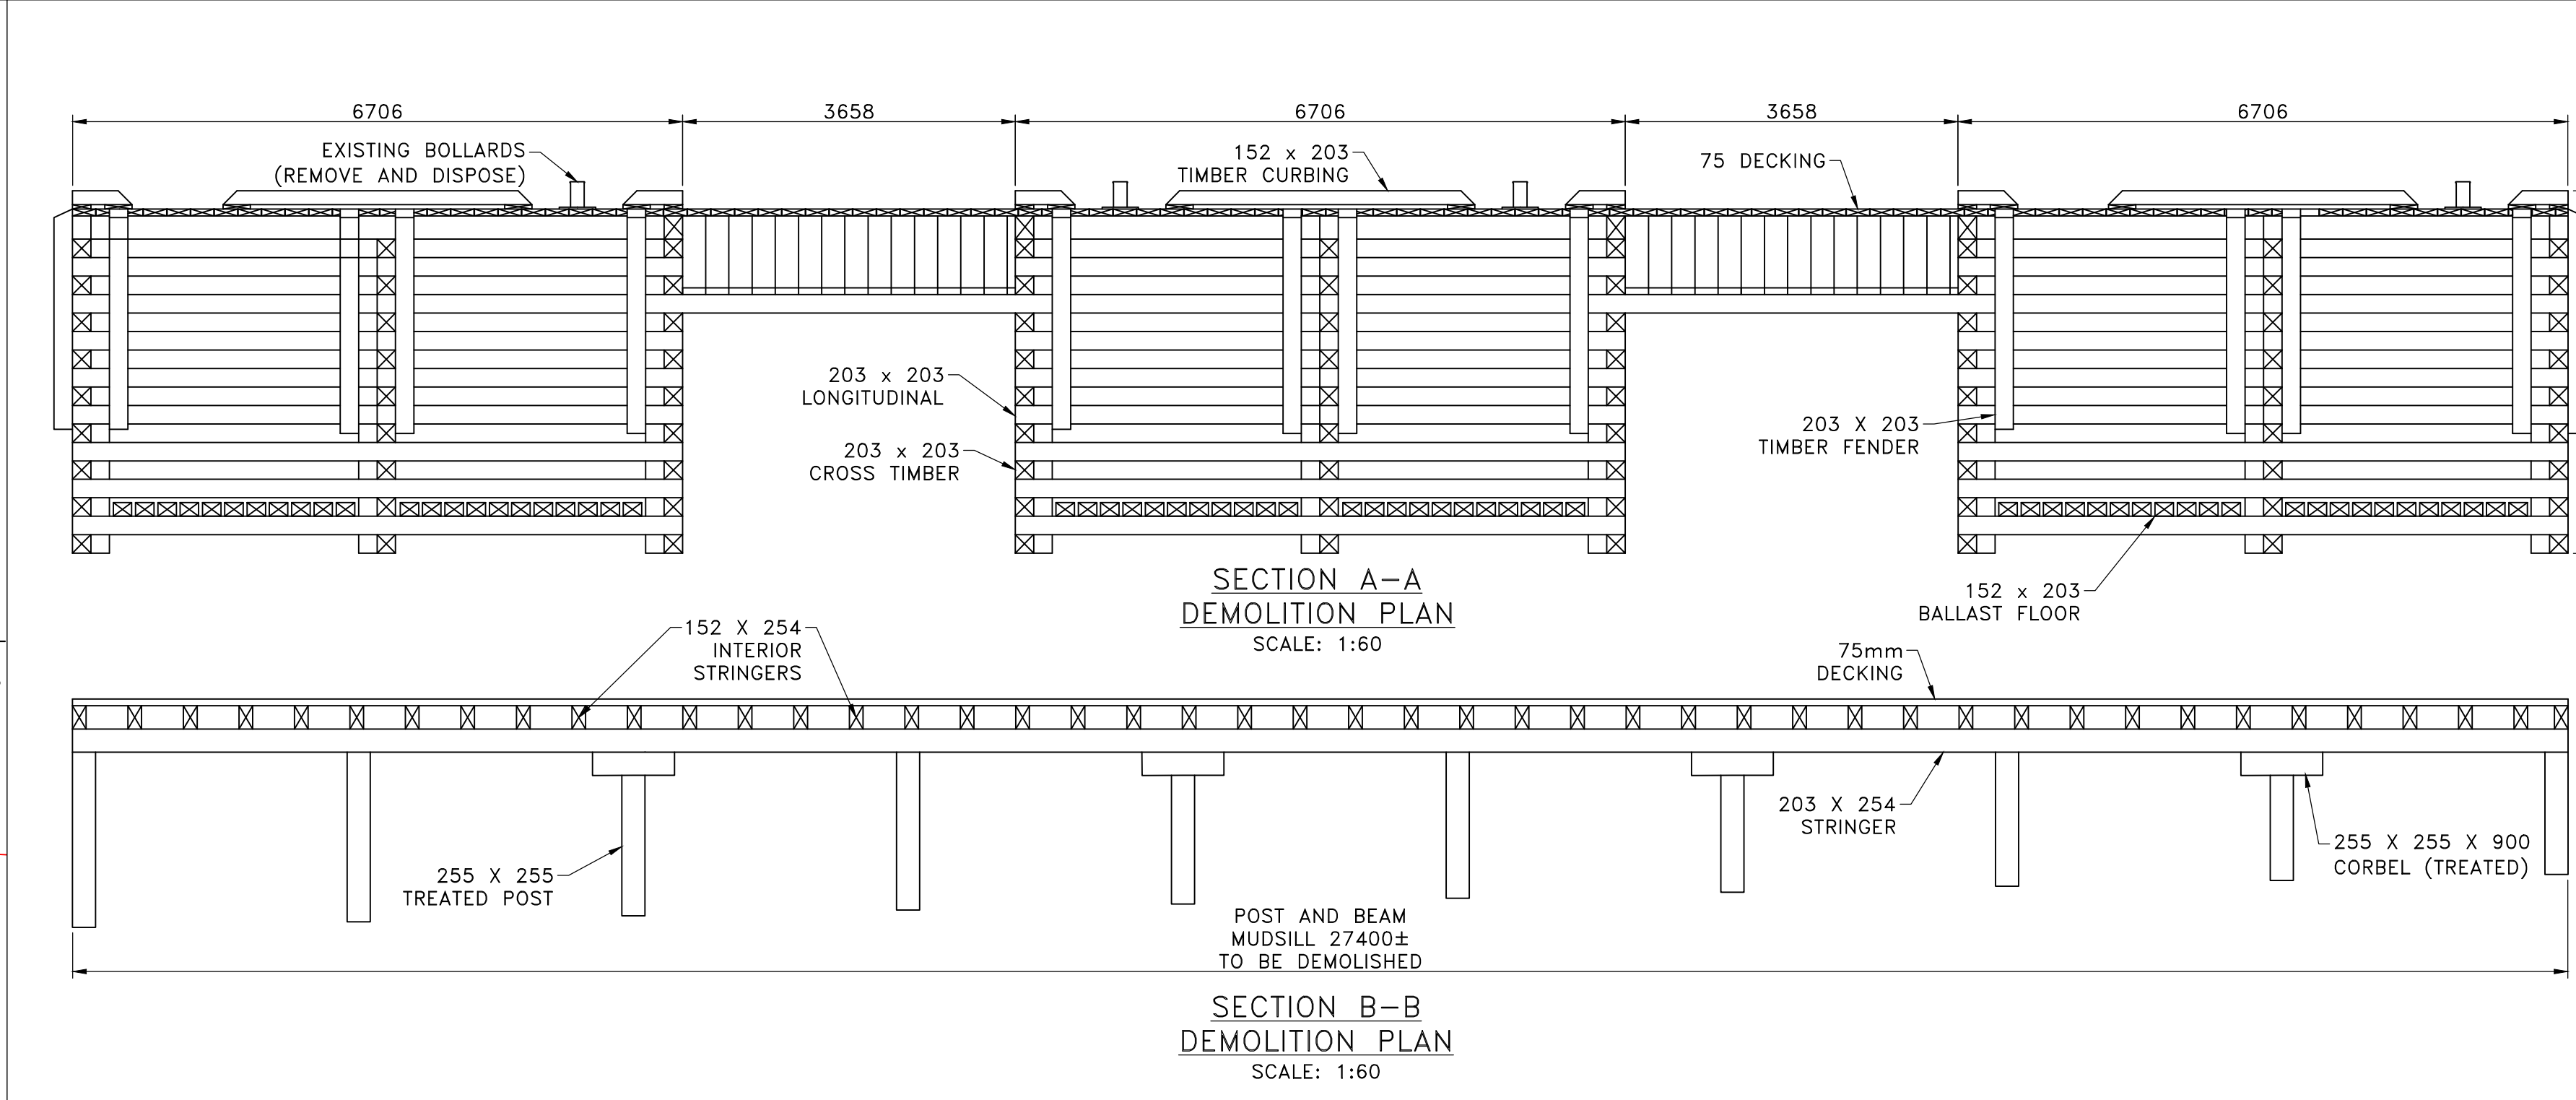 6706
3658
6706
3658
6706
EXISTING BOLLARDS
(REMOVE AND DISPOSE)
152 x 203
TIMBER CURBING
75 DECKING
203 x 203
LONGITUDINAL
203 x 203
CROSS TIMBER
203 X 203
TIMBER FENDER
152 x 203
BALLAST FLOOR
SECTION A-A
DEMOLITION PLAN
SCALE: 1:60
152 X 254
INTERIOR
STRINGERS
75mm
DECKING
203 X 254
STRINGER
255 X 255
TREATED POST
255 X 255 X 900
CORBEL (TREATED)
POST AND BEAM
MUDSILL 27400±
TO BE DEMOLISHED
SECTION B-B
DEMOLITION PLAN
SCALE: 1:60